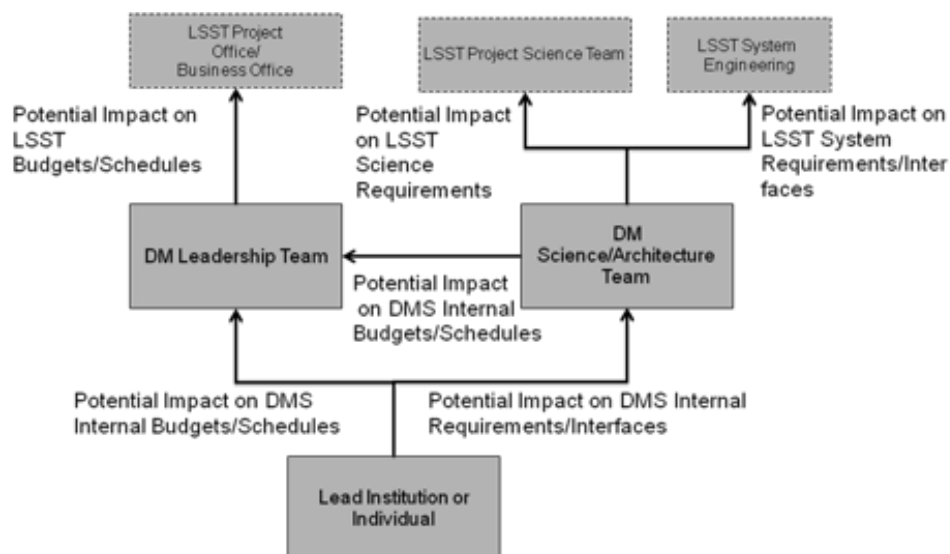 LSST Project
Office/
Business Office
LSST Project Science Team
LSST System
Engineering
Potential Impact on
LSST
Budgets/Schedules
Potential Impact
on LSST
Science
Requirements
Potential Impact on
LSST System
Requirements/Inter
faces
DM Leadership Team
DM
Science/Architecture
Team
Potential Impact
on DMS Internal
Budgets/Schedules
Potential Impact on DMS
Internal Budgets/Schedules
Potential Impact on DMS Internal
Requirements/Interfaces
Lead Institution or
Individual